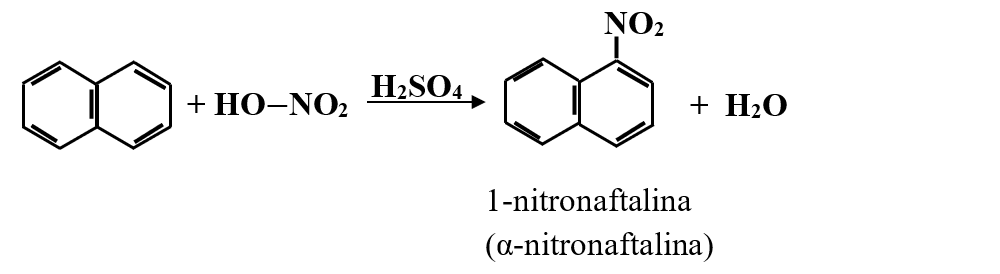 NO₂
+ HO–NO₂ H₂SO₄ + H₂O
1-nitronaftalina
(α-nitronaftalina)